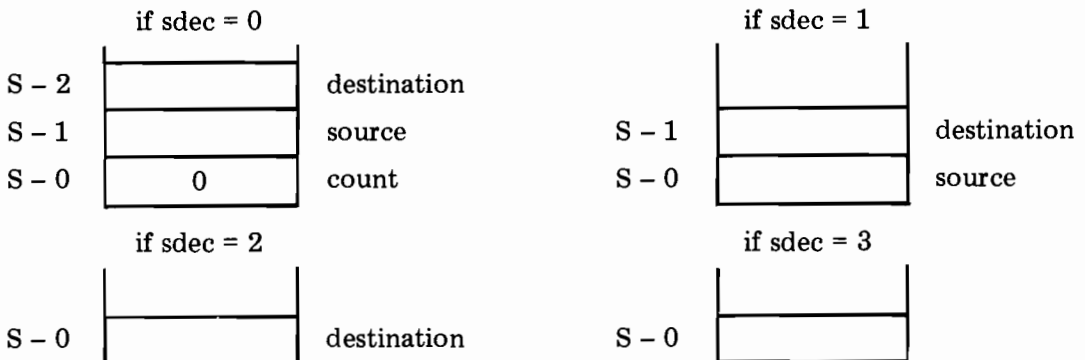 if sdec = 0
S – 2 destination
S – 1 source
S – 0 0 count
if sdec = 1
S – 1 destination
S – 0 source
if sdec = 2
S – 0 destination
if sdec = 3
S – 0